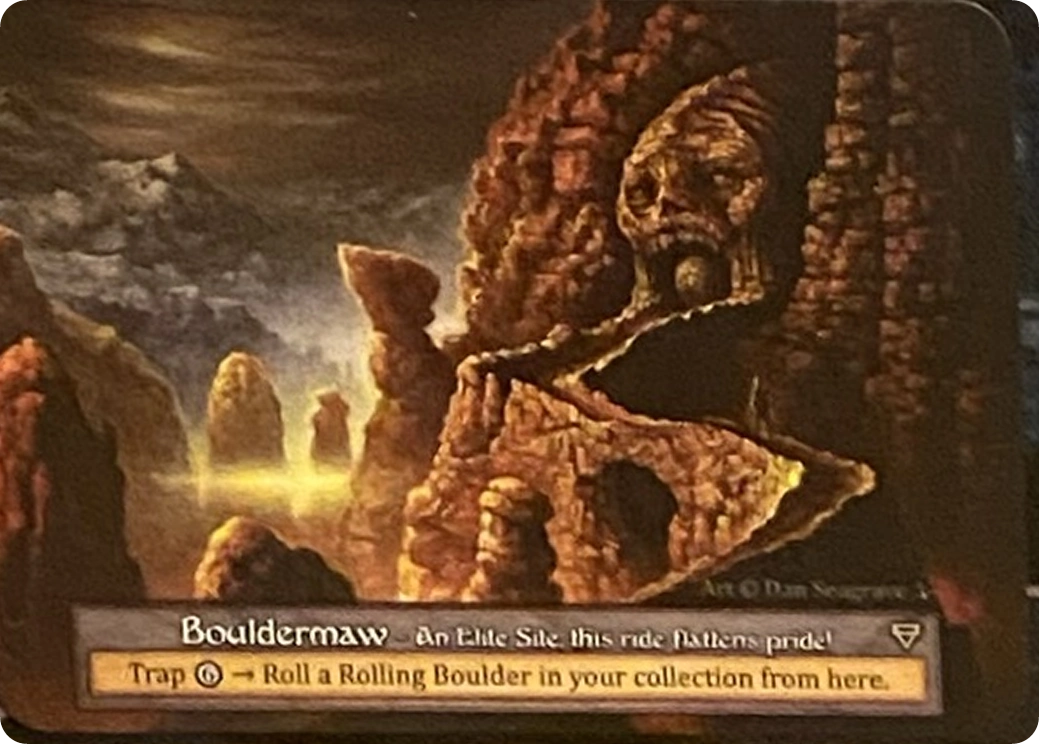 Art © Dan Seagrave
Bouldermaw – An Elite Site, this ride flattens pride!
Trap ⑥ → Roll a Rolling Boulder in your collection from here.